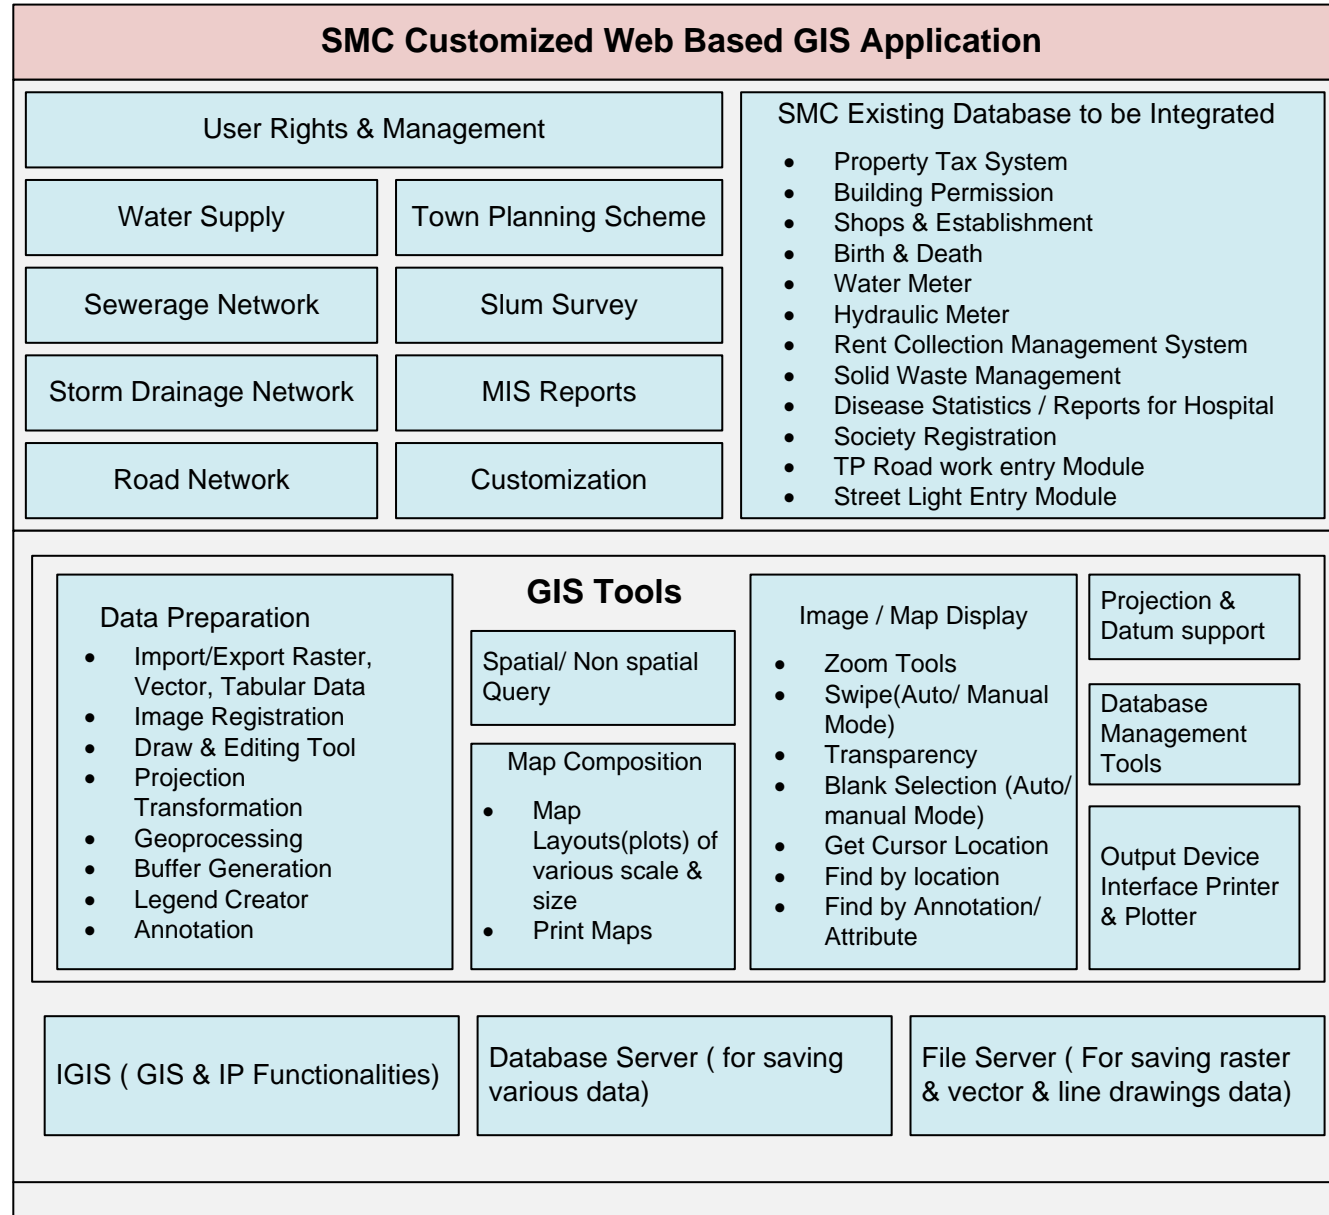 SMC Customized Web Based GIS Application
User Rights & Management
Water Supply
Town Planning Scheme
Sewerage Network
Slum Survey
Storm Drainage Network
MIS Reports
Road Network
Customization
SMC Existing Database to be Integrated
• Property Tax System
• Building Permission
• Shops & Establishment
• Birth & Death
• Water Meter
• Hydraulic Meter
• Rent Collection Management System
• Solid Waste Management
• Disease Statistics / Reports for Hospital
• Society Registration
• TP Road work entry Module
• Street Light Entry Module
GIS Tools
Data Preparation
• Import/Export Raster,
Vector, Tabular Data
• Image Registration
• Draw & Editing Tool
• Projection
Transformation
• Geoprocessing
• Buffer Generation
• Legend Creator
• Annotation
Spatial/ Non spatial
Query
Map Composition
• Map
Layouts(plots) of
various scale &
size
• Print Maps
Image / Map Display
• Zoom Tools
• Swipe(Auto/ Manual
Mode)
• Transparency
• Blank Selection (Auto/
manual Mode)
• Get Cursor Location
• Find by location
• Find by Annotation/
Attribute
Projection &
Datum support
Database
Management
Tools
Output Device
Interface Printer
& Plotter
IGIS ( GIS & IP Functionalities)
Database Server ( for saving
various data)
File Server ( For saving raster
& vector & line drawings data)